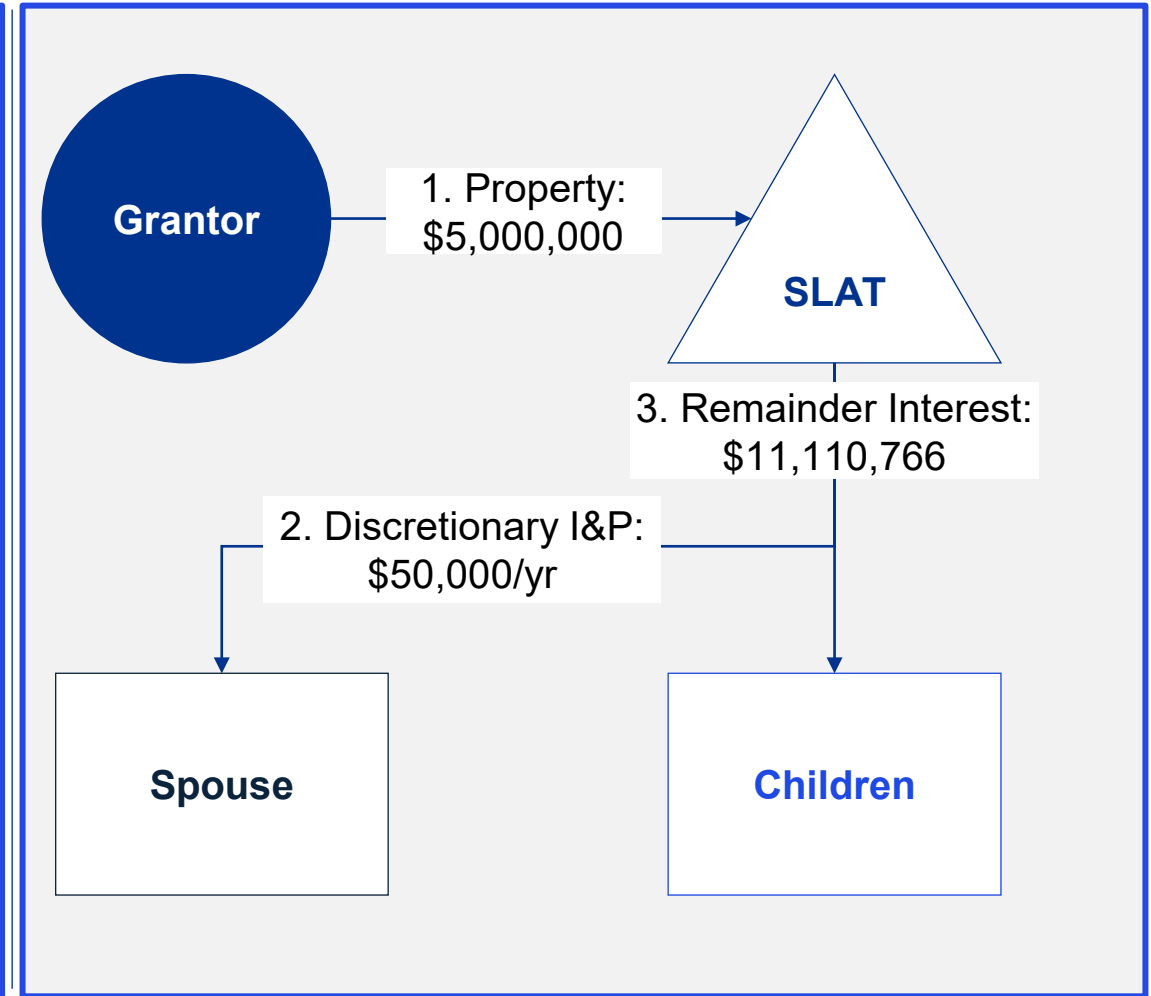 Grantor
1. Property:
$5,000,000
SLAT
3. Remainder Interest:
$11,110,766
2. Discretionary I&P:
$50,000/yr
Spouse
Children